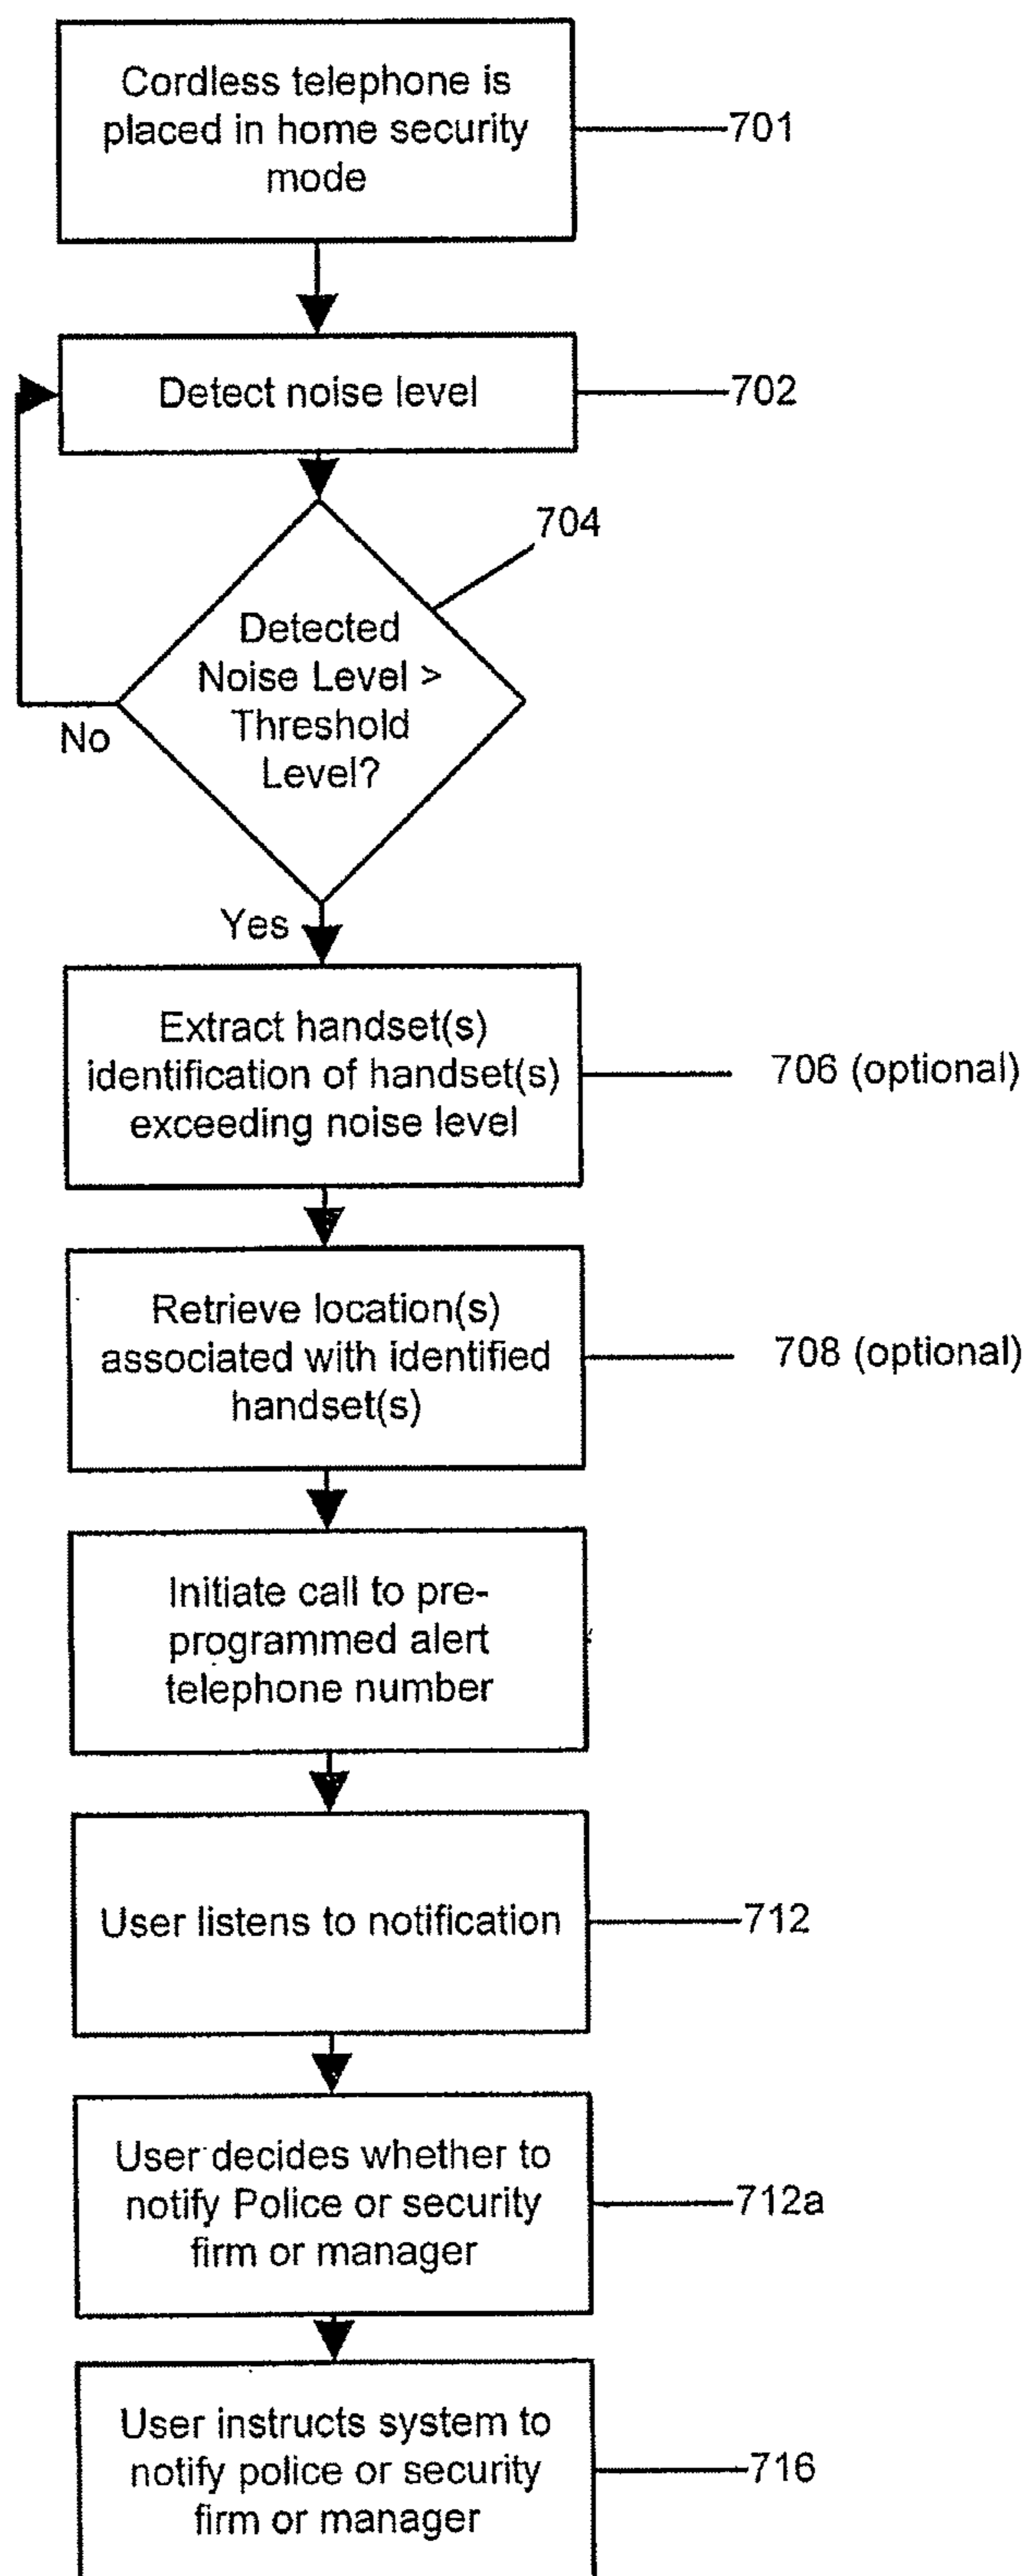 Cordless telephone is
placed in home security
mode
701
Detect noise level
702
704
Detected
Noise Level >
Threshold
Level?
No
Yes
Extract handset(s)
identification of handset(s)
exceeding noise level
706 (optional)
Retrieve location(s)
associated with identified
handset(s)
708 (optional)
Initiate call to pre-
programmed alert
telephone number
User listens to notification
712
User decides whether to
notify Police or security
firm or manager
712a
User instructs system to
notify police or security
firm or manager
716